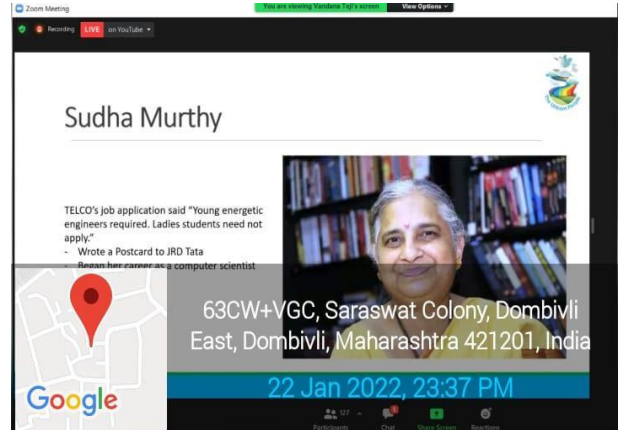 Zoom Meeting
You are viewing Vandana Teji's screen
View Options
Recording
LIVE on YouTube
The Unicorn People
Sudha Murthy
TELCO's job application said "Young energetic
engineers required. Ladies students need not
apply."
- Wrote a Postcard to JRD Tata
- Began her career as a computer scientist
63CW+VGC, Saraswat Colony, Dombivli
East, Dombivli, Maharashtra 421201, India
Google
22 Jan 2022, 23:37 PM
127
Participants
Chat
Share Screen
Reactions